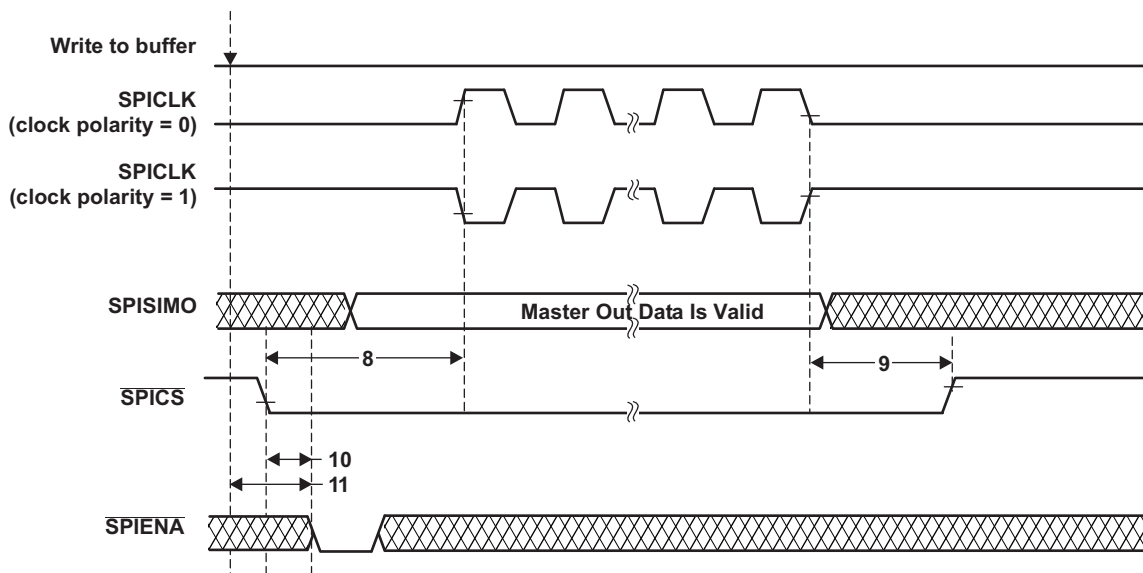 Write to buffer
SPICLK
(clock polarity = 0)
SPICLK
(clock polarity = 1)
SPISIMO
Master Out Data Is Valid
8
9
SPICS
10
11
SPIENA